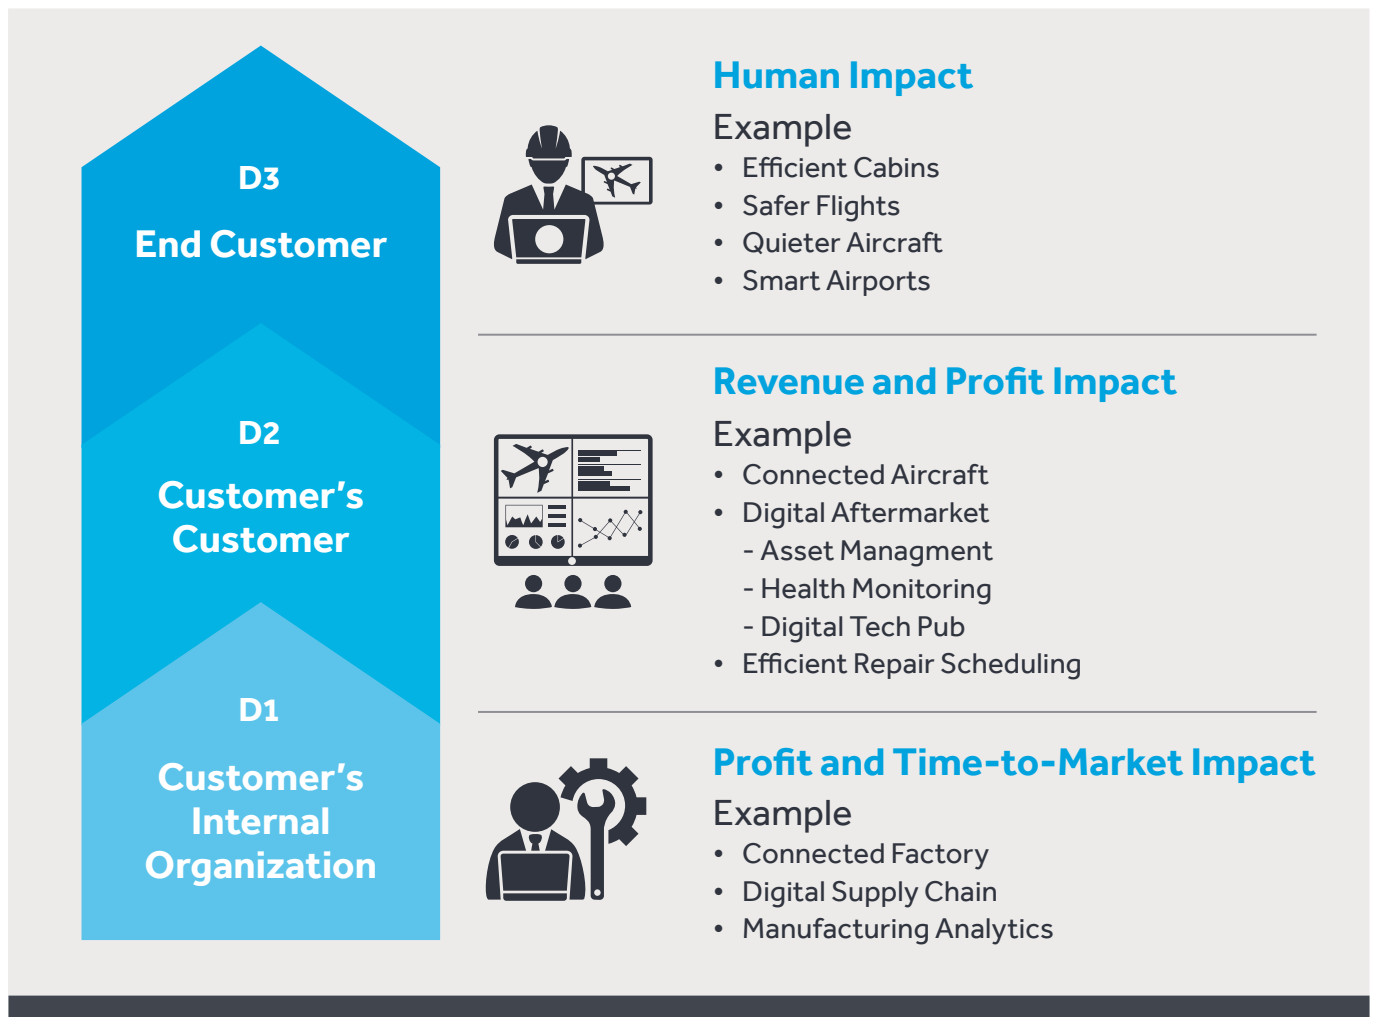 D3
End Customer
Human Impact
Example
• Efficient Cabins
• Safer Flights
• Quieter Aircraft
• Smart Airports
D2
Customer's
Customer
Revenue and Profit Impact
Example
• Connected Aircraft
• Digital Aftermarket
- Asset Managment
- Health Monitoring
- Digital Tech Pub
• Efficient Repair Scheduling
D1
Customer's
Internal
Organization
Profit and Time-to-Market Impact
Example
• Connected Factory
• Digital Supply Chain
• Manufacturing Analytics